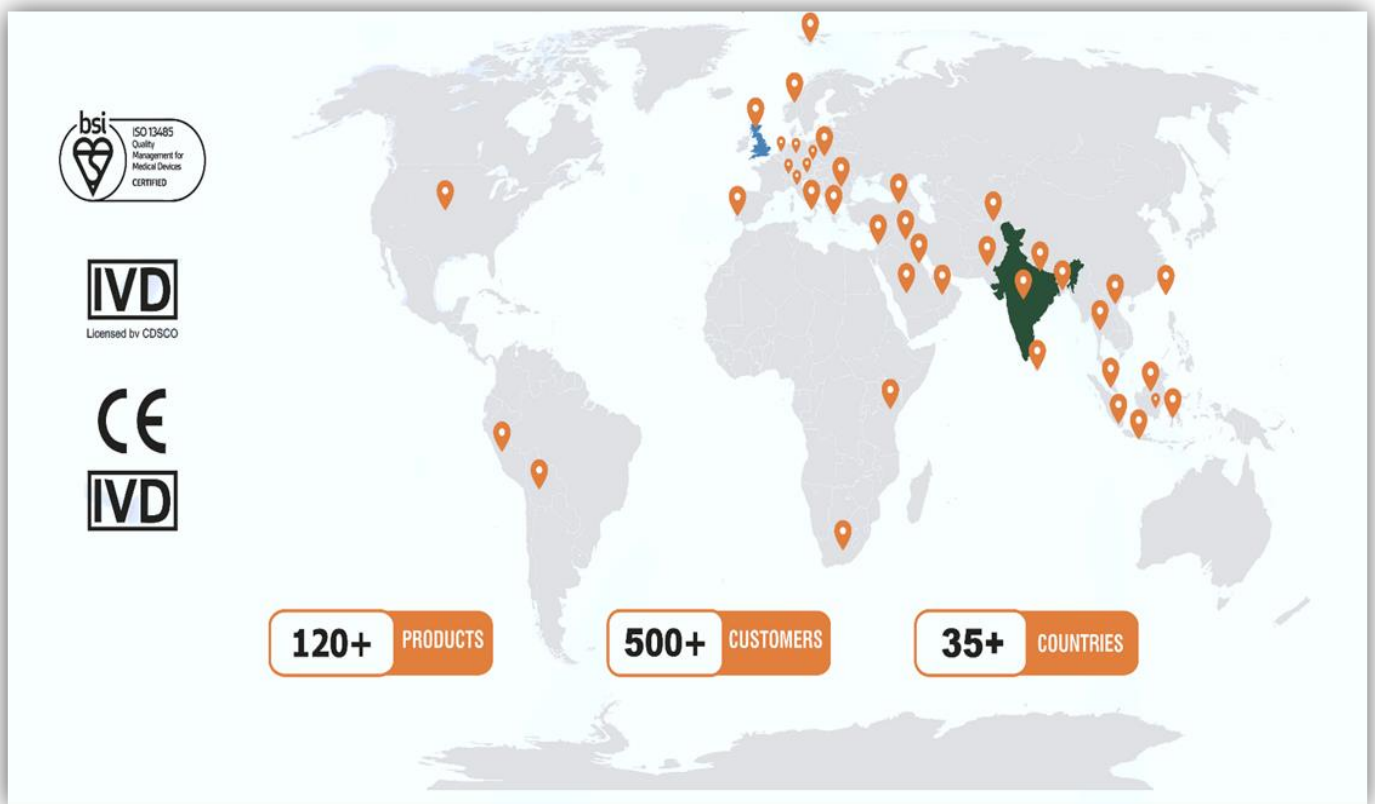 bsi
ISO 13485
Quality
Management for
Medical Devices
CERTIFIED
IVD
Licensed by CDSCO
CE
IVD
120+ PRODUCTS
500+ CUSTOMERS
35+ COUNTRIES